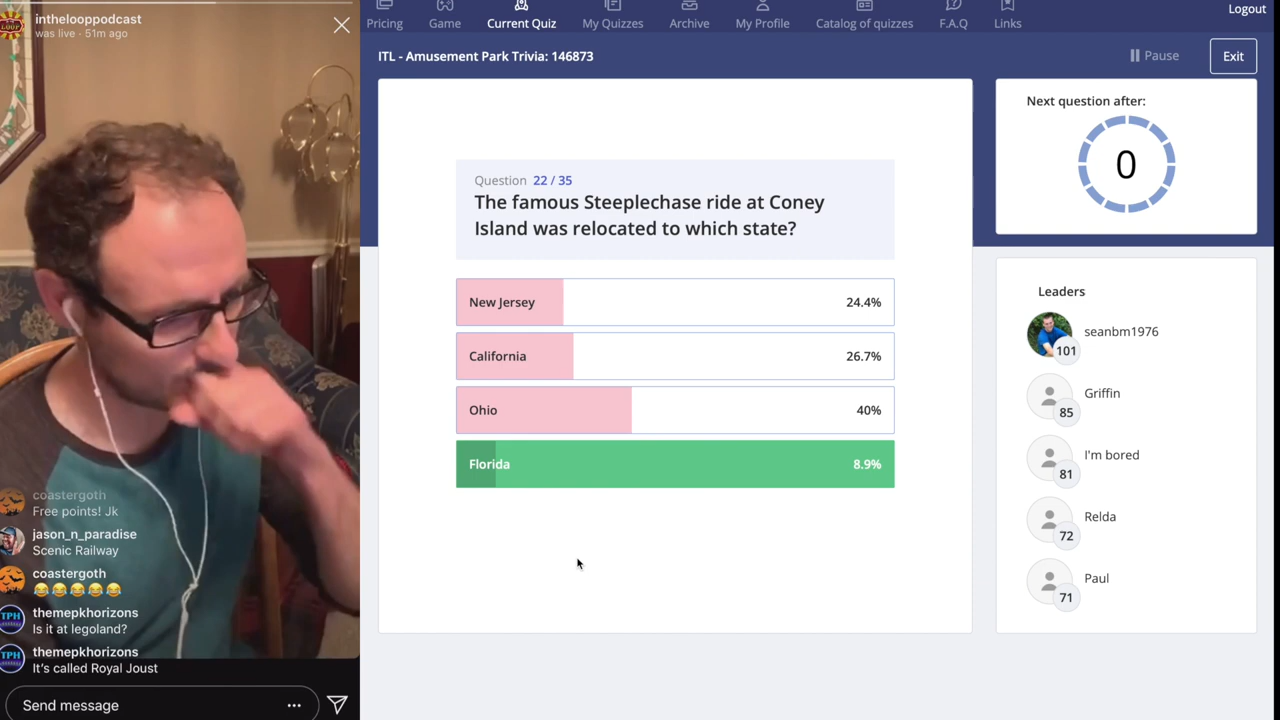 inthelooppodcast
was live · 51m ago
LOOP
coastergoth
Free points! Jk
jason_n_paradise
Scenic Railway
coastergoth
😂😂😂😂😂
TPH
themepkhorizons
Is it at legoland?
TPH
themepkhorizons
It's called Royal Joust
Send message
Pricing
Game
Current Quiz
My Quizzes
Archive
My Profile
Catalog of quizzes
F.A.Q
Links
Logout
ITL - Amusement Park Trivia: 146873
Pause
Exit
Question 22 / 35
The famous Steeplechase ride at Coney
Island was relocated to which state?
New Jersey 24.4%
California 26.7%
Ohio 40%
Florida 8.9%
Next question after:
0
Leaders
seanbm1976
101
Griffin
85
I'm bored
81
Relda
72
Paul
71